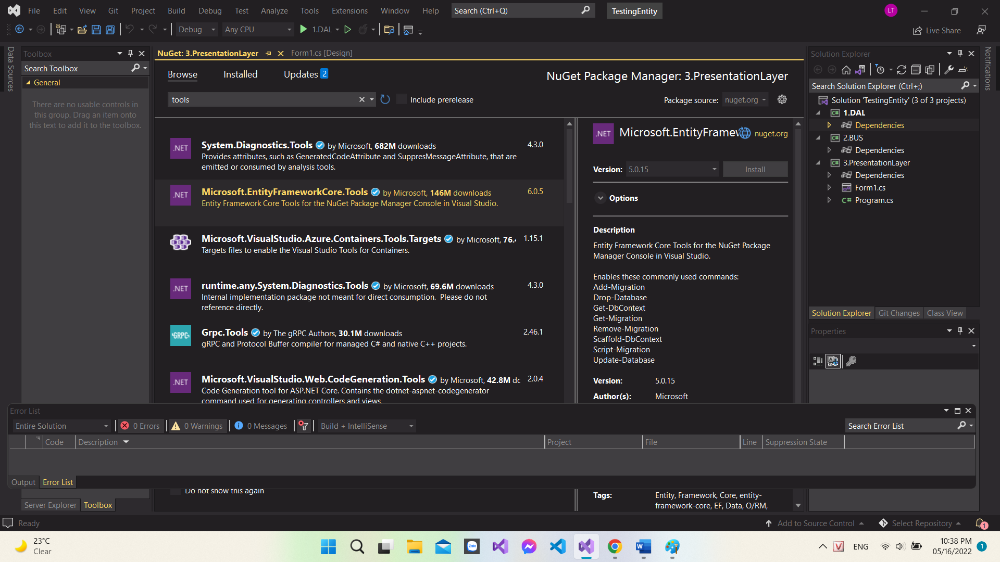 File Edit View Git Project Build Debug Test Analyze Tools Extensions Window Help Search (Ctrl+Q) TestingEntity LT
Debug Any CPU 1.DAL Live Share
Data Sources
Toolbox
Search Toolbox
General
There are no usable controls in
this group. Drag an item onto
this text to add it to the toolbox.
NuGet: 3.PresentationLayer Form1.cs [Design]
Browse Installed Updates 2
NuGet Package Manager: 3.PresentationLayer
tools
Include prerelease
Package source: nuget.org
.NET
System.Diagnostics.Tools by Microsoft, 682M downloads 4.3.0
Provides attributes, such as GeneratedCodeAttribute and SuppresMessageAttribute, that are
emitted or consumed by analysis tools.
.NET
Microsoft.EntityFrameworkCore.Tools by Microsoft, 146M downloads 6.0.5
Entity Framework Core Tools for the NuGet Package Manager Console in Visual Studio.
Microsoft.VisualStudio.Azure.Containers.Tools.Targets by Microsoft, 76.4 1.15.1
Targets files to enable the Visual Studio Tools for Containers.
.NET
runtime.any.System.Diagnostics.Tools by Microsoft, 69.6M downloads 4.3.0
Internal implementation package not meant for direct consumption. Please do not
reference directly.
GRPC
Grpc.Tools by The gRPC Authors, 30.1M downloads 2.46.1
gRPC and Protocol Buffer compiler for managed C# and native C++ projects.
.NET
Microsoft.VisualStudio.Web.CodeGeneration.Tools by Microsoft, 42.8M dc 2.0.4
Code Generation tool for ASP.NET Core. Contains the dotnet-aspnet-codegenerator
command used for generating controllers and views.
Do not show this again
.NET
Microsoft.EntityFramew nuget.org
Version: 5.0.15 Install
Options
Description
Entity Framework Core Tools for the NuGet Package
Manager Console in Visual Studio.
Enables these commonly used commands:
Add-Migration
Drop-Database
Get-DbContext
Get-Migration
Remove-Migration
Scaffold-DbContext
Script-Migration
Update-Database
Version: 5.0.15
Author(s): Microsoft
Tags: Entity, Framework, Core, entity-
framework-core, EF, Data, O/RM,
Solution Explorer
Search Solution Explorer (Ctrl+;)
Solution 'TestingEntity' (3 of 3 projects)
C# 1.DAL
Dependencies
C# 2.BUS
Dependencies
C# 3.PresentationLayer
Dependencies
Form1.cs
C# Program.cs
Solution Explorer Git Changes Class View
Properties
Notifications
Error List
Entire Solution 0 Errors 0 Warnings 0 Messages Build + IntelliSense Search Error List
Code Description Project File Line Suppression State
Output Error List
Server Explorer Toolbox
Ready Add to Source Control Select Repository 1
23°C
Clear
Zalo
ENG
10:38 PM
05/16/2022
1